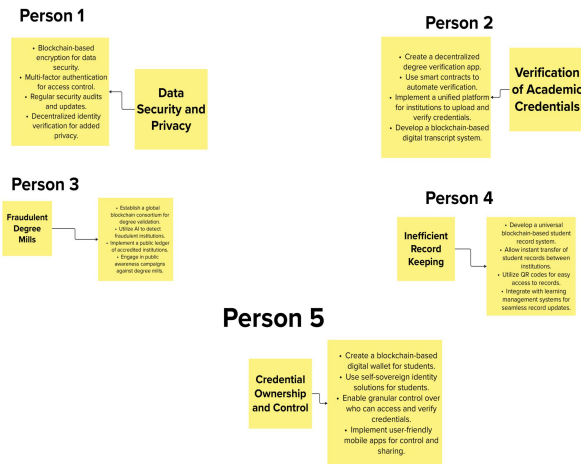 Person 1
• Blockchain-based
encryption for data
security.
• Multi-factor authentication
for access control.
• Regular security audits
and updates.
• Decentralized identity
verification for added
privacy.
Data
Security and
Privacy
Person 2
• Create a decentralized
degree verification app.
• Use smart contracts to
automate verification.
• Implement a unified platform
for institutions to upload and
verify credentials.
• Develop a blockchain-based
digital transcript system.
Verification
of Academic
Credentials
Person 3
Fraudulent
Degree
Mills
• Establish a global
blockchain consortium for
degree validation.
• Utilize AI to detect
fraudulent institutions.
• Implement a public ledger
of accredited institutions.
• Engage in public
awareness campaigns
against degree mills.
Person 4
Inefficient
Record
Keeping
• Develop a universal
blockchain-based student
record system.
• Allow instant transfer of
student records between
institutions.
• Utilize QR codes for easy
access to records.
• Integrate with learning
management systems for
seamless record updates.
Person 5
Credential
Ownership
and Control
• Create a blockchain-based
digital wallet for students.
• Use self-sovereign identity
solutions for students.
• Enable granular control over
who can access and verify
credentials.
• Implement user-friendly
mobile apps for control and
sharing.